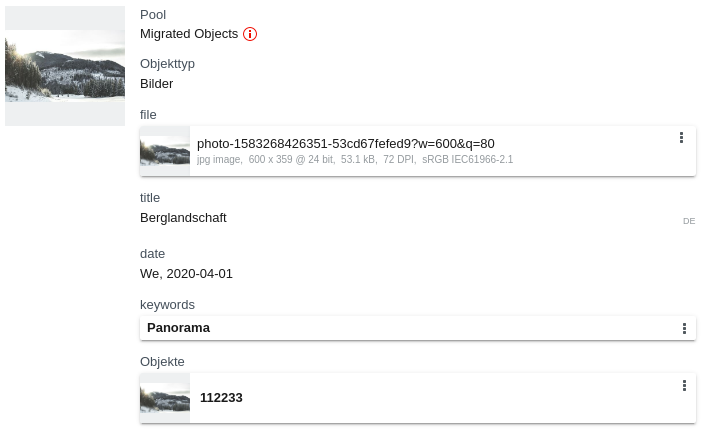 Pool
Migrated Objects
Objekttyp
Bilder
file
photo-1583268426351-53cd67fefed9?w=600&q=80
jpg image, 600 x 359 @ 24 bit, 53.1 kB, 72 DPI, sRGB IEC61966-2.1
title
Berglandschaft
DE
date
We, 2020-04-01
keywords
Panorama
Objekte
112233